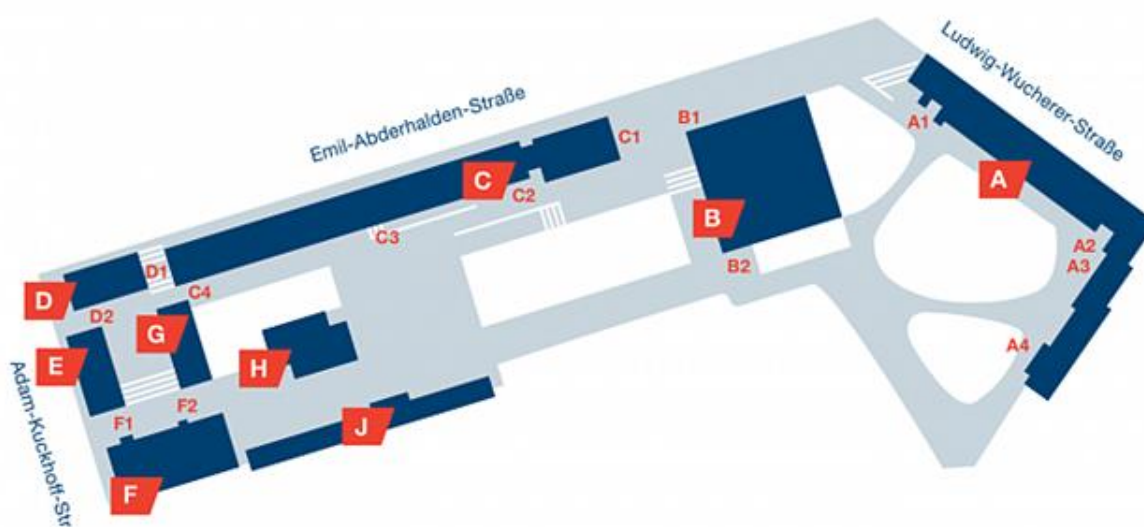 Ludwig-Wucherer-Straße
Emil-Abderhalden-Straße
B1
A1
C1
C
A
C2
B
C3
A2
B2
A3
D1
D
C4
D2
G
E
H
A4
F2
F1
J
F
Adam-Kuckhoff-Str